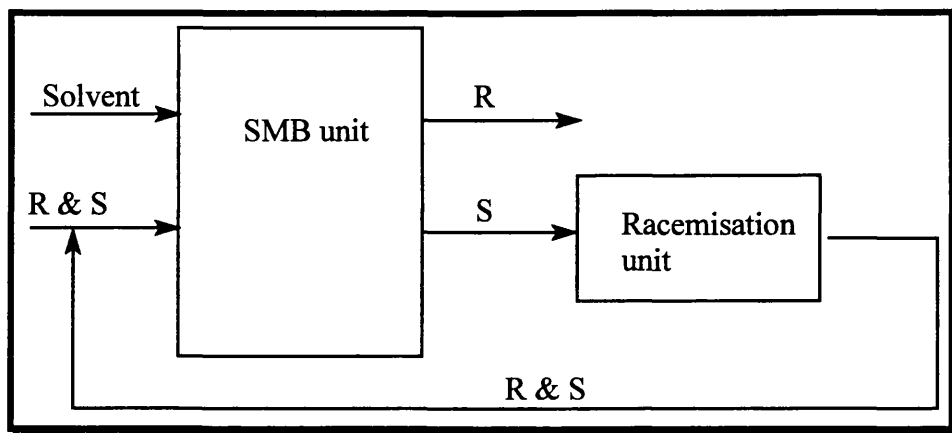 Solvent
R & S
SMB unit
R
S
Racemisation
unit
R & S